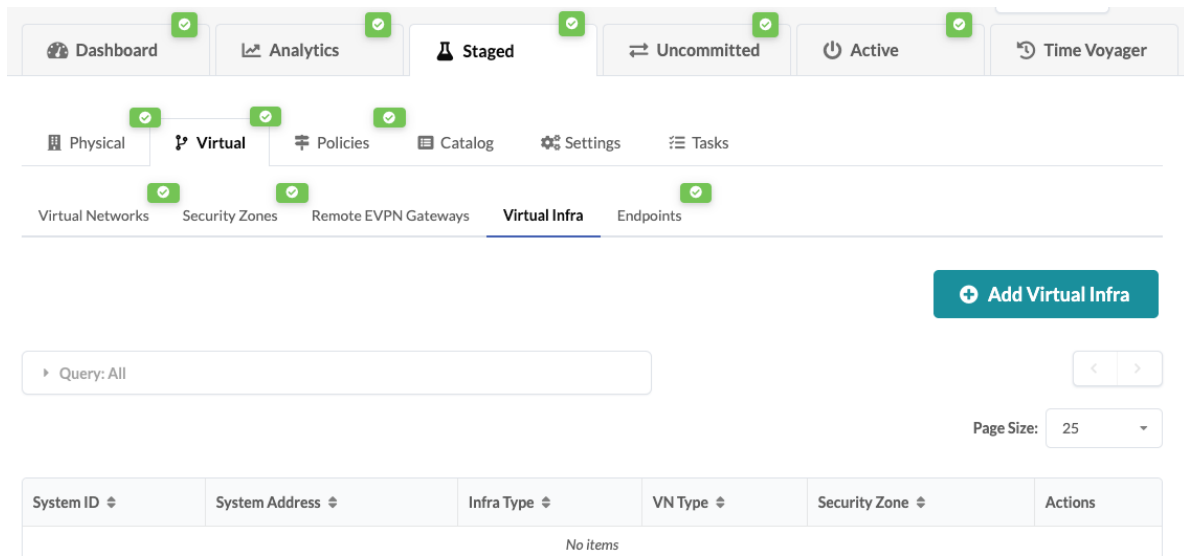 Dashboard Analytics Staged Uncommitted Active Time Voyager
Physical Virtual Policies Catalog Settings Tasks
Virtual Networks Security Zones Remote EVPN Gateways Virtual Infra Endpoints
Add Virtual Infra
Query: All
Page Size: 25
System ID System Address Infra Type VN Type Security Zone Actions
No items